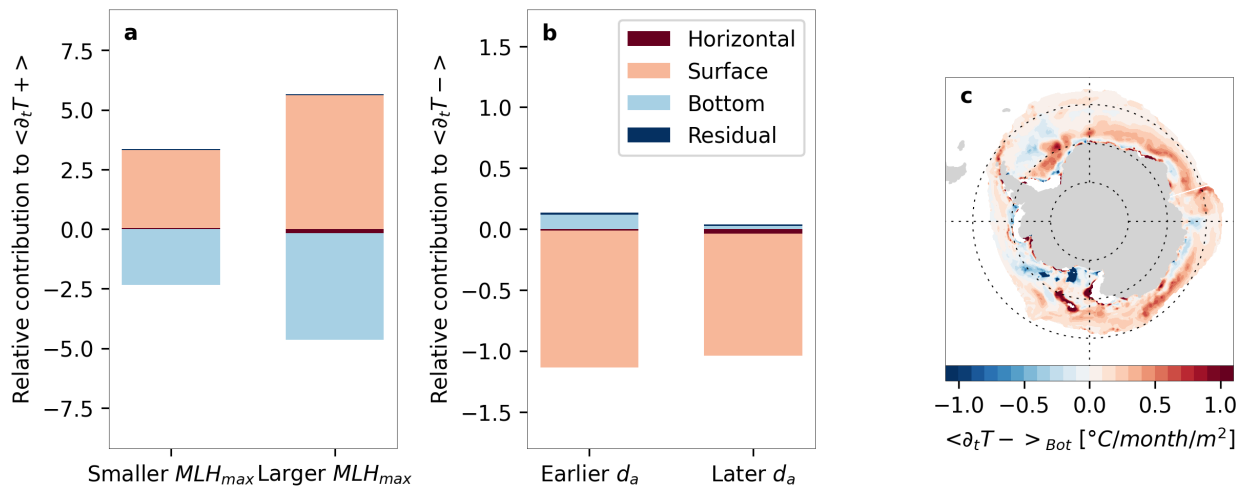 Relative contribution to <∂ₜT+>
7.5
5.0
2.5
0.0
−2.5
−5.0
−7.5
a
Smaller MLHₘₐₓ
Larger MLHₘₐₓ
Relative contribution to <∂ₜT−>
1.5
1.0
0.5
0.0
−0.5
−1.0
−1.5
b
Horizontal
Surface
Bottom
Residual
Earlier dₐ
Later dₐ
c
−1.0 −0.5 0.0 0.5 1.0
<∂ₜT−>_Bot [°C/month/m²]